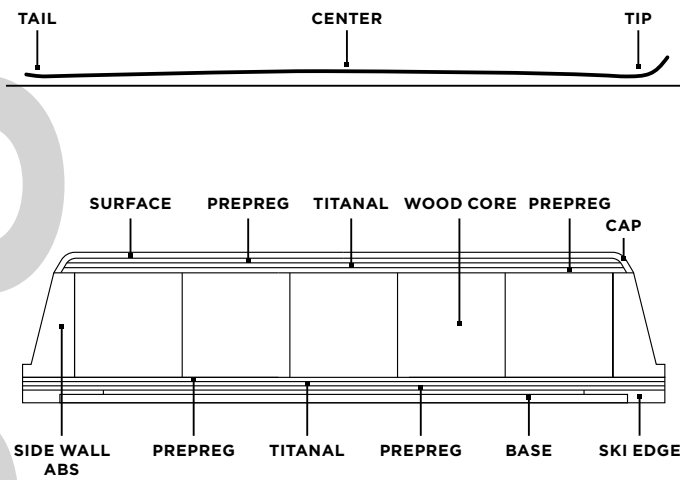 TAIL CENTER TIP
SURFACE PREPREG TITANAL WOOD CORE PREPREG
CAP
SIDE WALL PREPREG TITANAL PREPREG BASE SKI EDGE
ABS